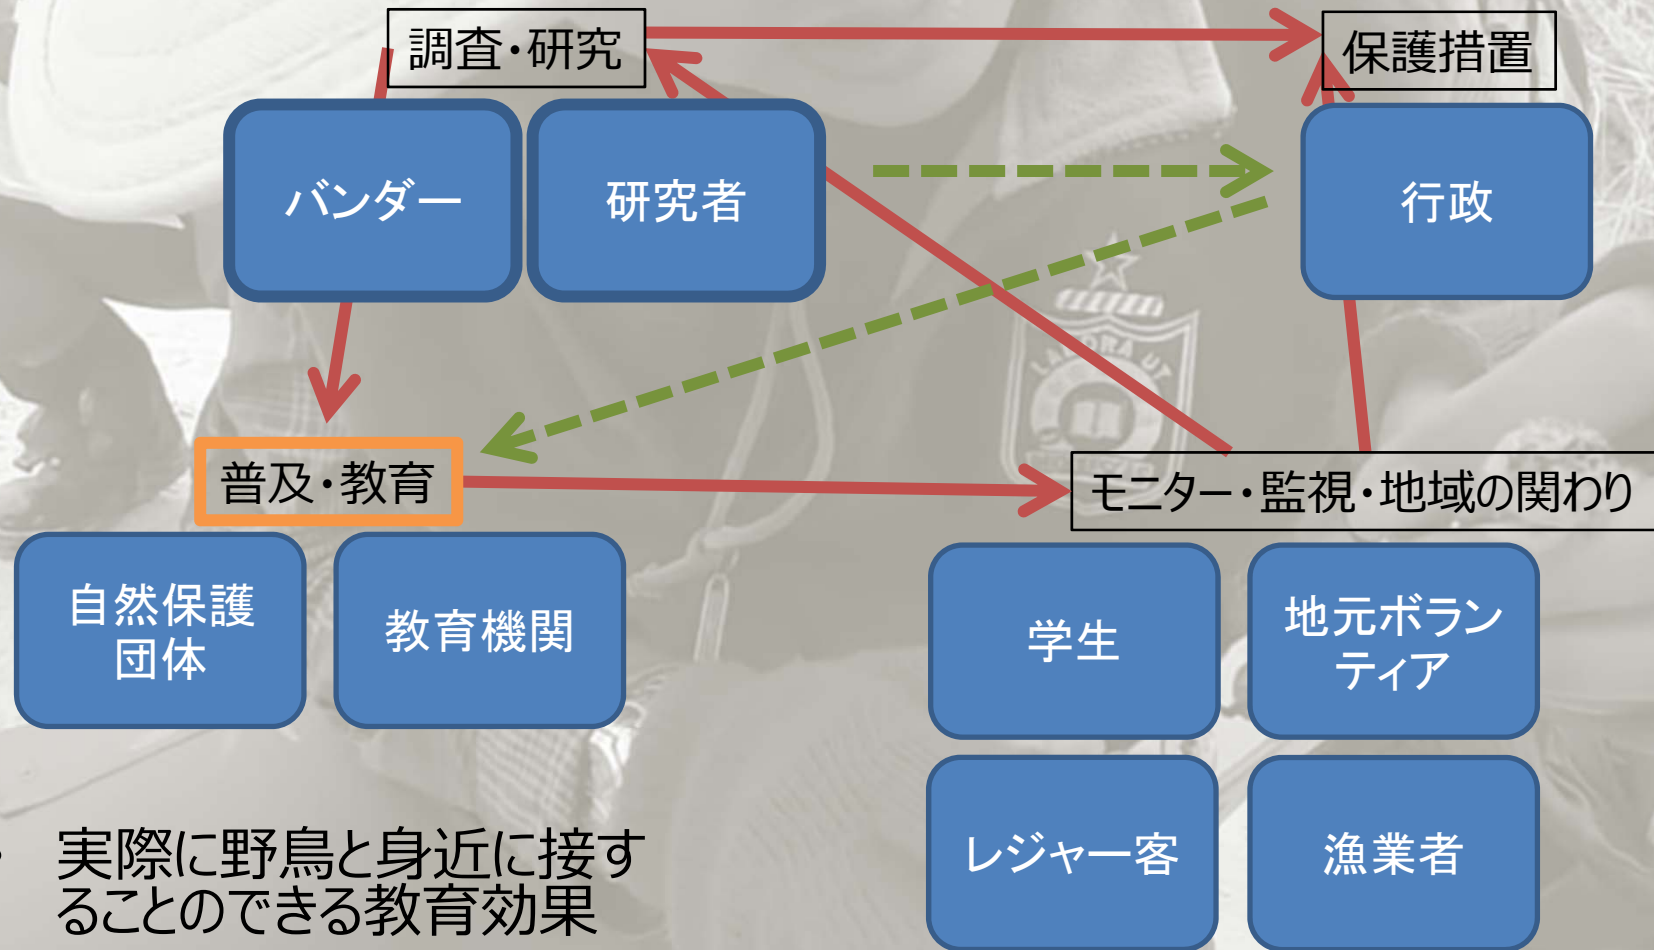 調査・研究
保護措置
バンダー
研究者
行政
普及・教育
モニター・監視・地域の関わり
自然保護
団体
教育機関
学生
地元ボラン
ティア
レジャー客
漁業者
・ 実際に野鳥と身近に接す
ることのできる教育効果
LABORA UT